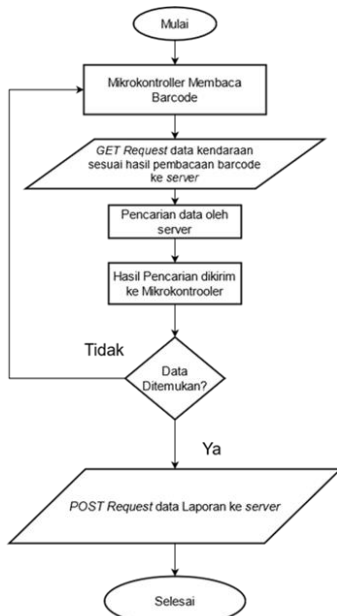 Mulai
Mikrokontroller Membaca
Barcode
GET Request data kendaraan
sesuai hasil pembacaan barcode
ke server
Pencarian data oleh
server
Hasil Pencarian dikirim
ke Mikrokontrooler
Tidak
Data
Ditemukan?
Ya
POST Request data Laporan ke server
Selesai